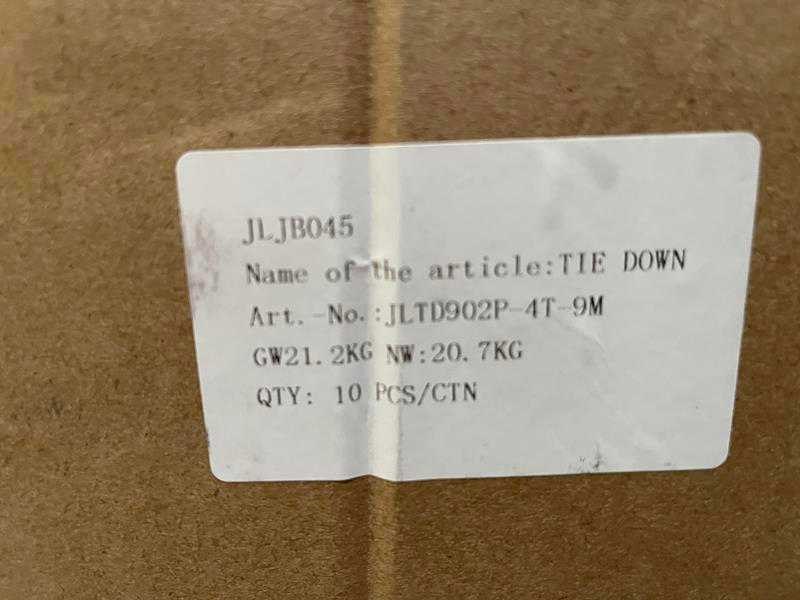 JLJB045
Name of the article:TIE DOWN
Art.-No.:JLTD902P-4T-9M
GW21.2KG NW:20.7KG
QTY: 10 PCS/CTN